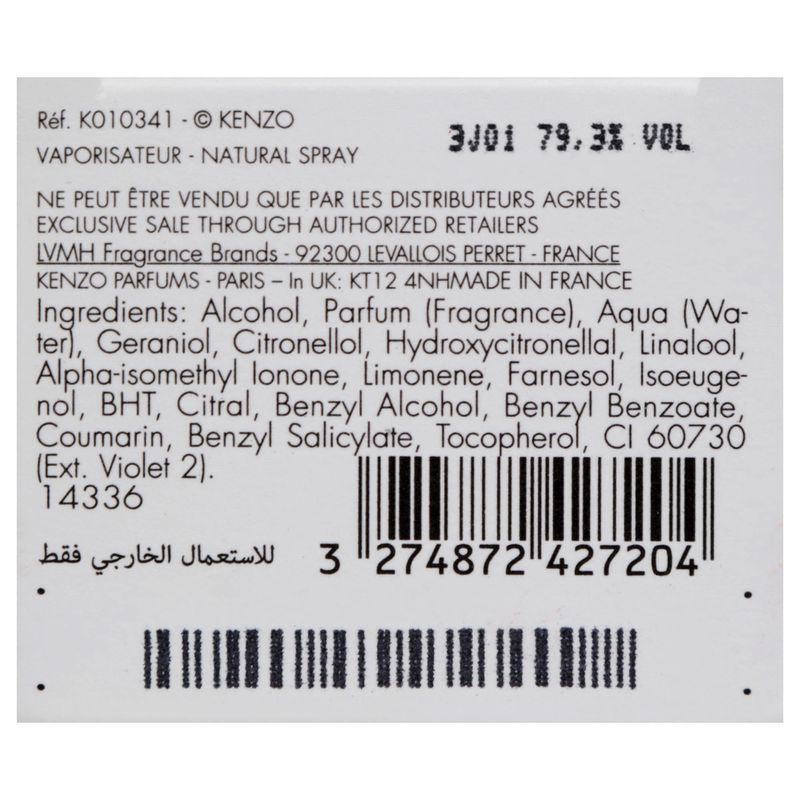 Réf. K010341 - © KENZO
3J01 79.3% VOL
VAPORISATEUR - NATURAL SPRAY
NE PEUT ÊTRE VENDU QUE PAR LES DISTRIBUTEURS AGRÉÉS
EXCLUSIVE SALE THROUGH AUTHORIZED RETAILERS
LVMH Fragrance Brands - 92300 LEVALLOIS PERRET - FRANCE
KENZO PARFUMS - PARIS – In UK: KT12 4NHMADE IN FRANCE
Ingredients: Alcohol, Parfum (Fragrance), Aqua (Wa-
ter), Geraniol, Citronellol, Hydroxycitronellal, Linalool,
Alpha-isomethyl Ionone, Limonene, Farnesol, Isoeuge-
nol, BHT, Citral, Benzyl Alcohol, Benzyl Benzoate,
Coumarin, Benzyl Salicylate, Tocopherol, CI 60730
(Ext. Violet 2).
14336
للاستعمال الخارجي فقط
3 274872 427204